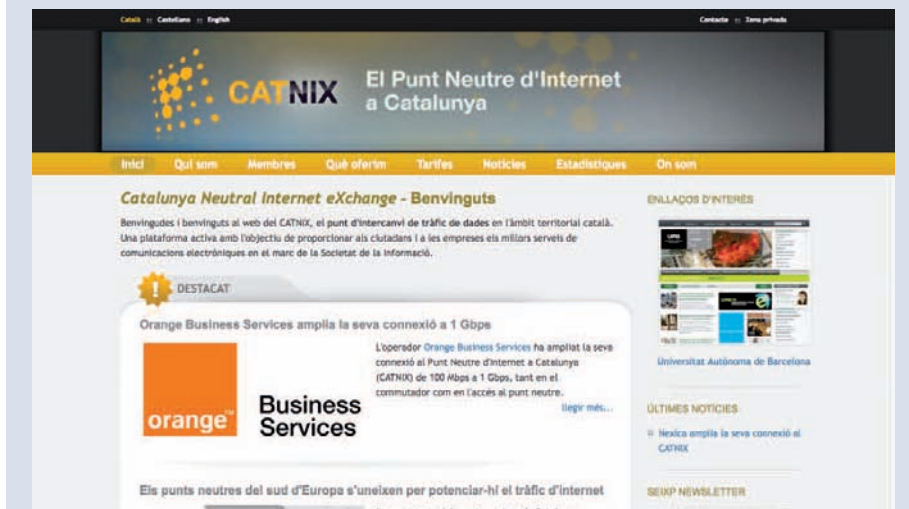 Català :: Castellano :: English
Contacte :: Zona privada
CATNIX
El Punt Neutre d'Internet
a Catalunya
Inici Qui som Membres Què oferim Tarifes Notícies Estadístiques On som
Catalunya Neutral Internet eXchange - Benvinguts
Benvingudes i benvinguts al web del CATNIX, el punt d'intercanvi de tràfic de dades en l'àmbit territorial català.
Una plataforma activa amb l'objectiu de proporcionar als ciutadans i a les empreses els millors serveis de
comunicacions electròniques en el marc de la Societat de la Informació.
! DESTACAT
Orange Business Services amplia la seva connexió a 1 Gbps
orange™
Business
Services
L'operador Orange Business Services ha ampliat la seva
connexió al Punt Neutre d'Internet a Catalunya
(CATNIX) de 100 Mbps a 1 Gbps, tant en el
commutador com en l'accés al punt neutre.
llegir més...
Els punts neutres del sud d'Europa s'uneixen per potenciar-hi el tràfic d'internet
ENLLAÇOS D'INTERÈS
Universitat Autònoma de Barcelona
ÚLTIMES NOTÍCIES
Nexica amplia la seva connexió al
CATNIX
SEIXP NEWSLETTER